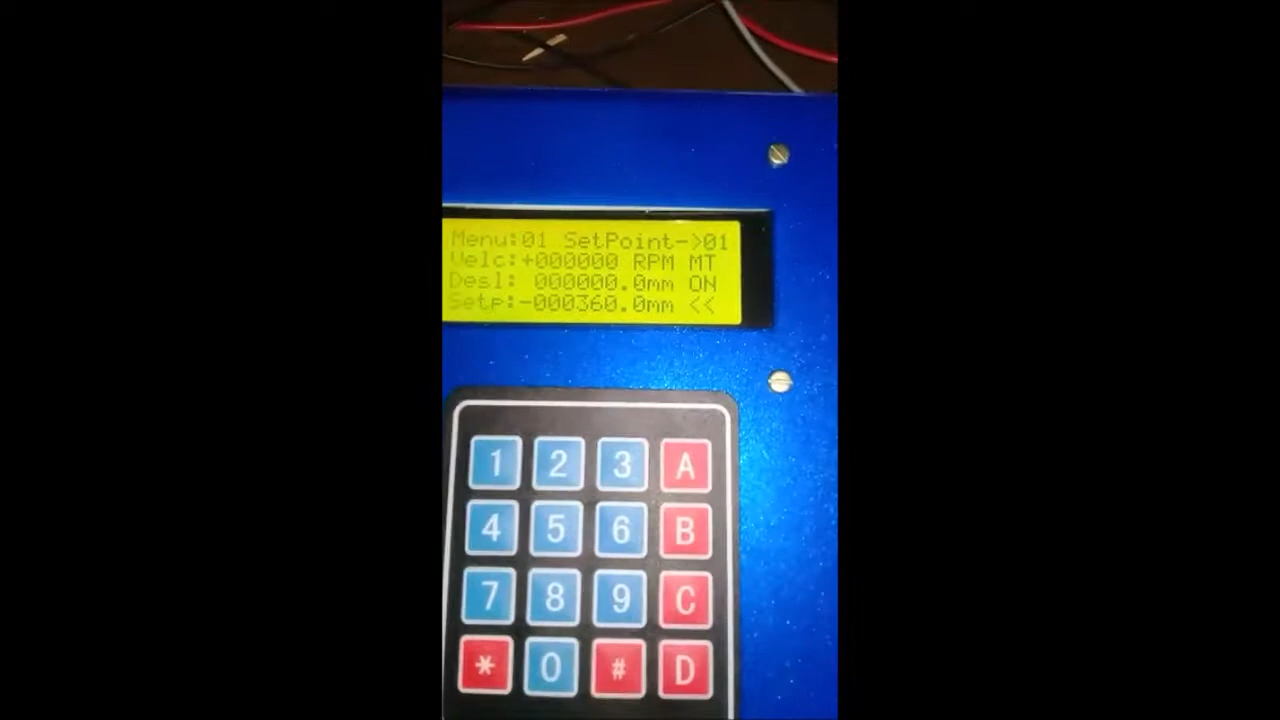 Menu:01 SetPoint->01
Velc:+000000 RPM MT
Desl: 000000.0mm ON
Setp:-000360.0mm <<
1 2 3 A
4 5 6 B
7 8 9 C
* 0 # D